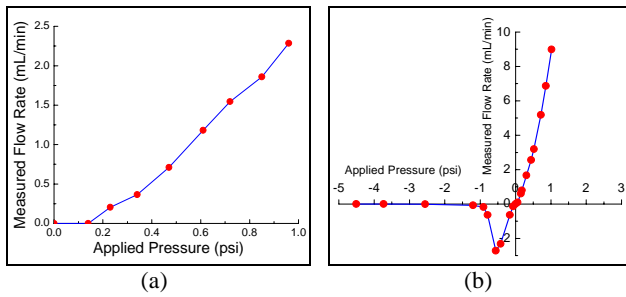 Measured Flow Rate (mL/min)
2.5
2.0
1.5
1.0
0.5
0.0
0.0 0.2 0.4 0.6 0.8 1.0
Applied Pressure (psi)
(a)
Measured Flow Rate (mL/min)
10
8
6
4
2
-2
Applied Pressure (psi)
-5 -4 -3 -2 -1 0 1 2 3
(b)